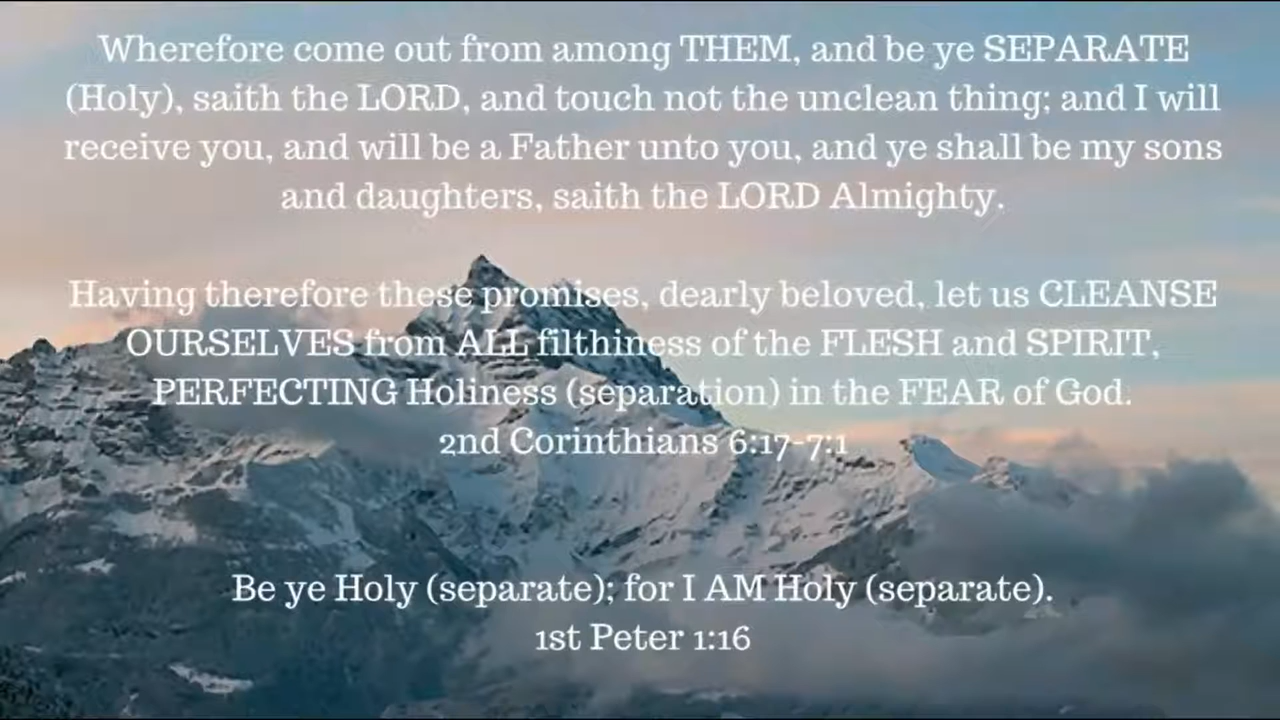 Wherefore come out from among THEM, and be ye SEPARATE
(Holy), saith the LORD, and touch not the unclean thing; and I will
receive you, and will be a Father unto you, and ye shall be my sons
and daughters, saith the LORD Almighty.
Having therefore these promises, dearly beloved, let us CLEANSE
OURSELVES from ALL filthiness of the FLESH and SPIRIT,
PERFECTING Holiness (separation) in the FEAR of God.
2nd Corinthians 6:17-7:1
Be ye Holy (separate); for I AM Holy (separate).
1st Peter 1:16